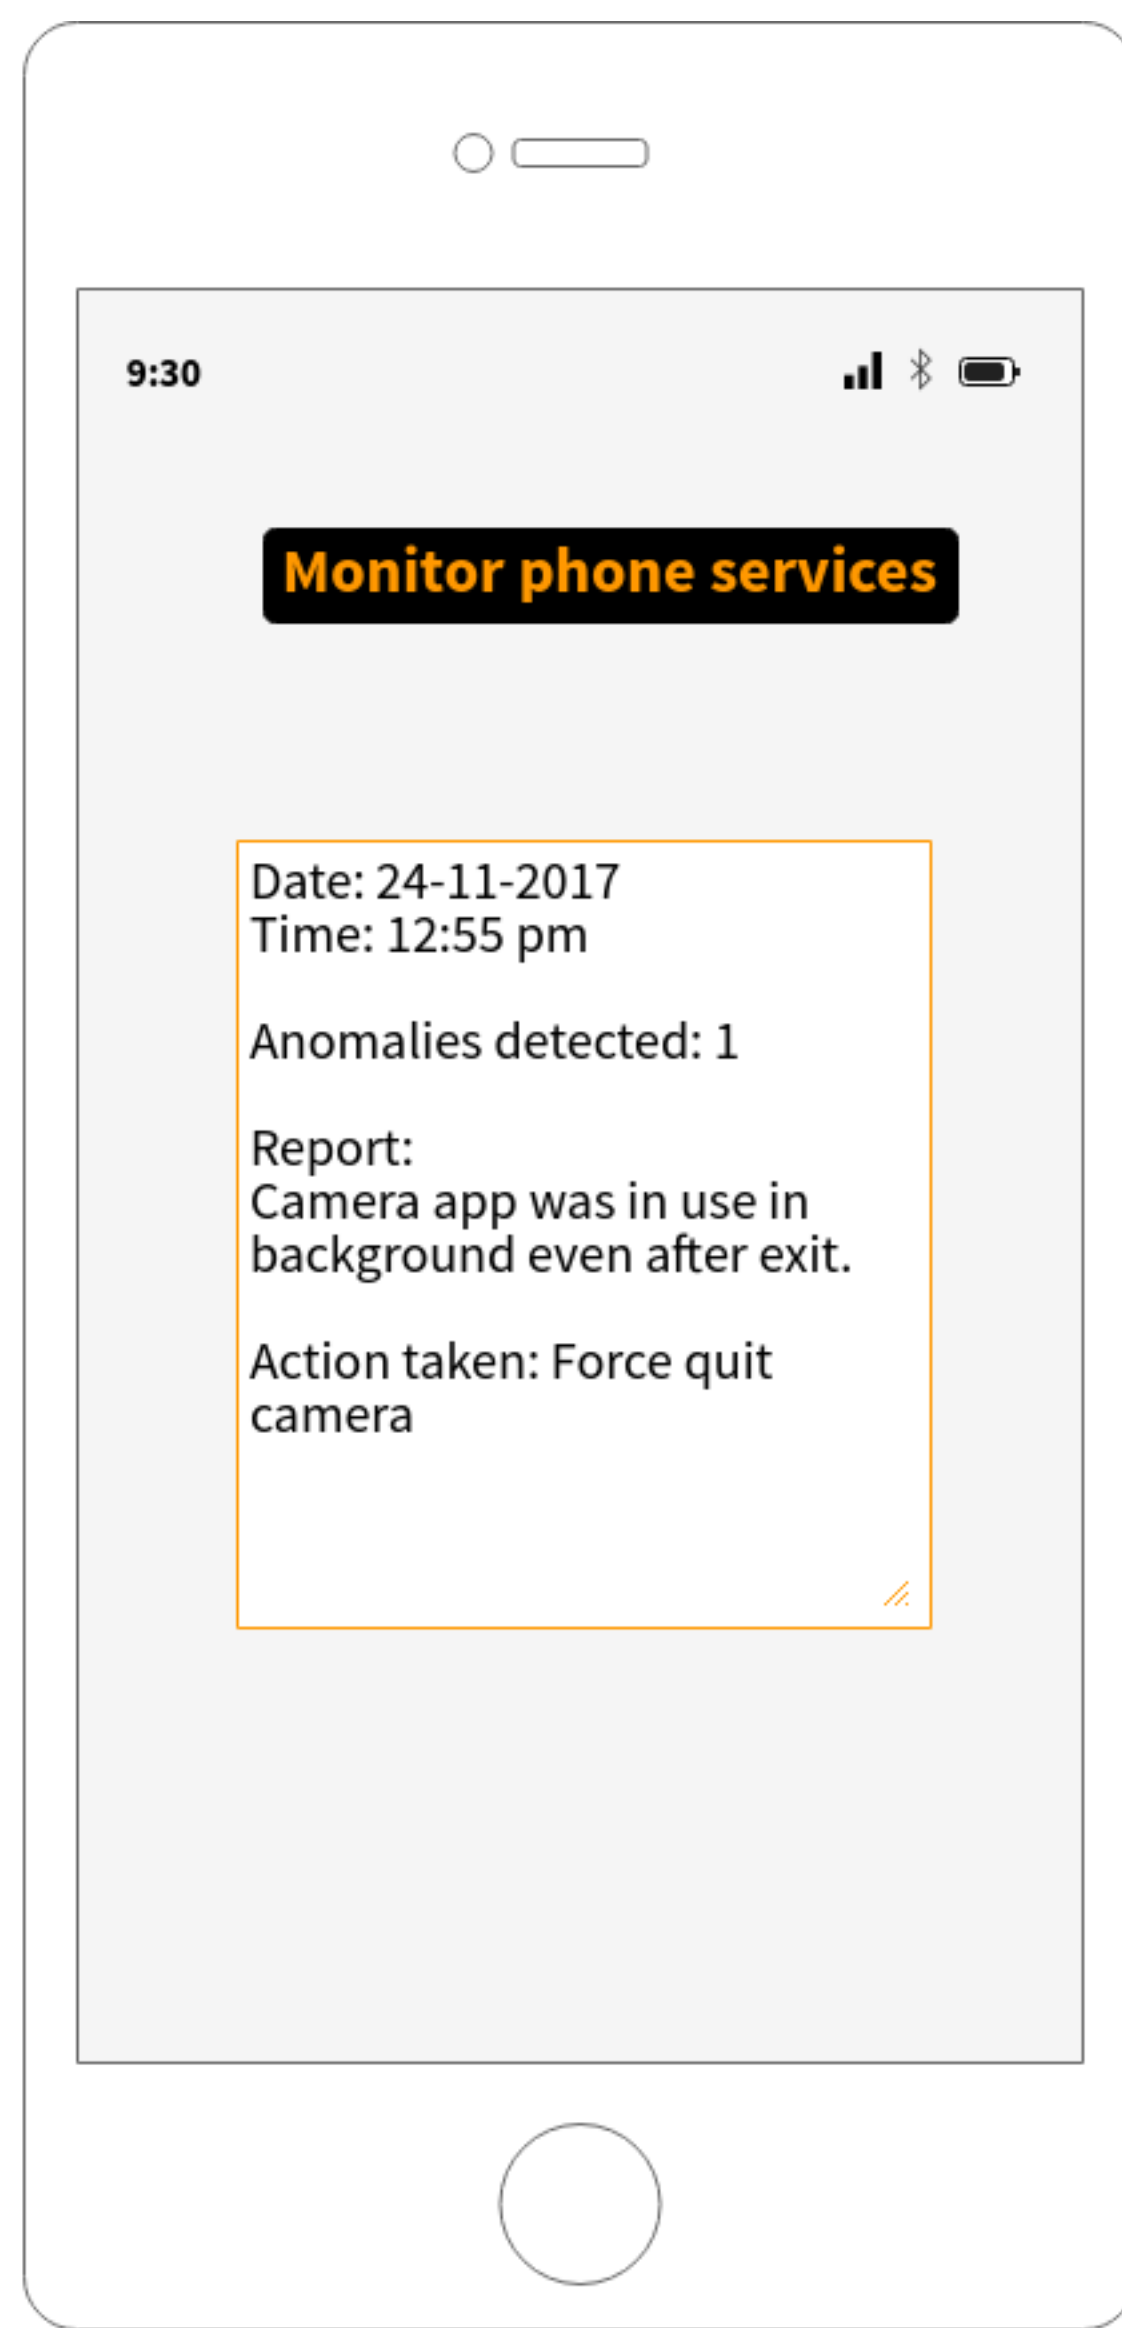 9:30
Monitor phone services
Date: 24-11-2017
Time: 12:55 pm
Anomalies detected: 1
Report:
Camera app was in use in
background even after exit.
Action taken: Force quit
camera